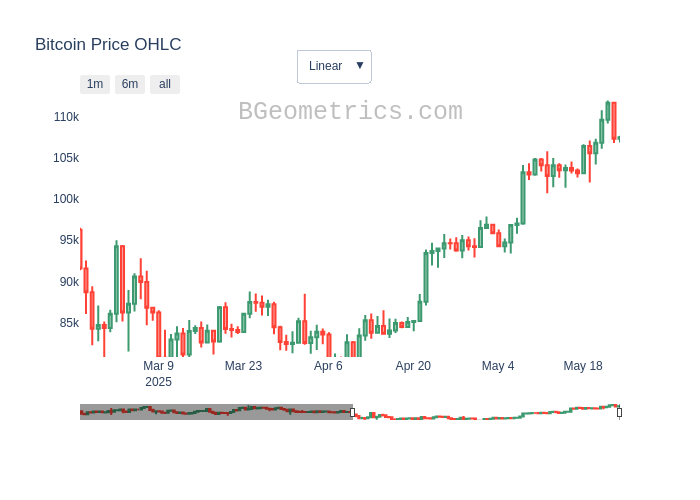 Bitcoin Price OHLC
Linear ▼
1m 6m all
BGeometrics.com
110k
105k
100k
95k
90k
85k
Mar 9 Mar 23 Apr 6 Apr 20 May 4 May 18
2025